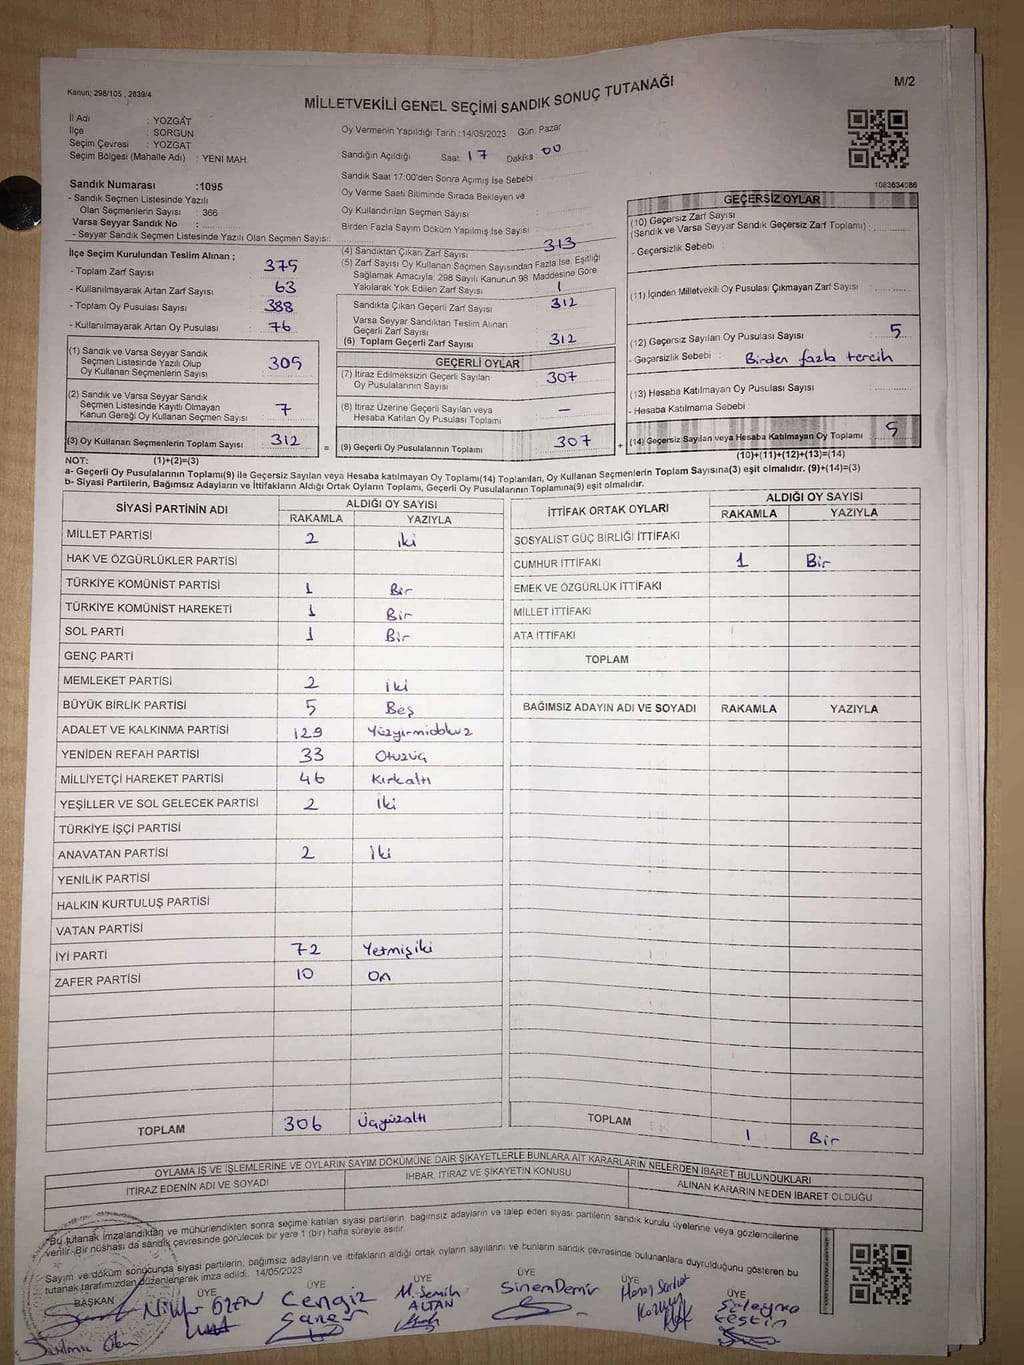 Kanun; 298/105 , 2839/4
M/2
MİLLETVEKİLİ GENEL SEÇİMİ SANDIK SONUÇ TUTANAĞI
İl Adı : YOZGAT
İlçe : SORGUN
Seçim Çevresi : YOZGAT
Seçim Bölgesi (Mahalle Adı) : YENİ MAH.
Oy Vermenin Yapıldığı Tarih : 14/05/2023 Gün. Pazar
Sandığın Açıldığı Saat 17 Dakika 00
Sandık Saat 17:00'den Sonra Açımış İse Sebebi
Oy Verme Saati Bitiminde Sırada Bekleyen ve
Oy Kullandırılan Seçmen Sayısı :
Birden Fazla Sayım Döküm Yapılmış İse Sayısı :
1083634086
Sandık Numarası :1095
- Sandık Seçmen Listesinde Yazılı
Olan Seçmenlerin Sayısı : 366
Varsa Seyyar Sandık No :
- Seyyar Sandık Seçmen Listesinde Yazılı Olan Seçmen Sayısı:
İlçe Seçim Kurulundan Teslim Alınan ;
- Toplam Zarf Sayısı 375
- Kullanılmayarak Artan Zarf Sayısı 63
- Toplam Oy Pusulası Sayısı 388
- Kullanılmayarak Artan Oy Pusulası 76
(1) Sandık ve Varsa Seyyar Sandık
Seçmen Listesinde Yazılı Olup
Oy Kullanan Seçmenlerin Sayısı 305
(2) Sandık ve Varsa Seyyar Sandık
Seçmen Listesinde Kayıtlı Olmayan
Kanun Gereği Oy Kullanan Seçmen Sayısı 7
(3) Oy Kullanan Seçmenlerin Toplam Sayısı 312 =
(4) Sandıktan Çıkan Zarf Sayısı 313
(5) Zarf Sayısı Oy Kullanan Seçmen Sayısından Fazla İse, Eşitliği
Sağlamak Amacıyla; 298 Sayılı Kanunun 98. Maddesine Göre
Yakılarak Yok Edilen Zarf Sayısı 1
Sandıkta Çıkan Geçerli Zarf Sayısı 312
Varsa Seyyar Sandıktan Teslim Alınan
Geçerli Zarf Sayısı
(6) Toplam Geçerli Zarf Sayısı 312
GEÇERLİ OYLAR
(7) İtiraz Edilmeksizin Geçerli Sayılan
Oy Pusulalarının Sayısı 307
(8) İtiraz Üzerine Geçerli Sayılan veya
Hesaba Katılan Oy Pusulası Toplamı –
(9) Geçerli Oy Pusulalarının Toplamı 307 +
GEÇERSİZ OYLAR
(10) Geçersiz Zarf Sayısı
(Sandık ve Varsa Seyyar Sandık Geçersiz Zarf Toplamı) :
- Geçersizlik Sebebi :
(11) İçinden Milletvekili Oy Pusulası Çıkmayan Zarf Sayısı
(12) Geçersiz Sayılan Oy Pusulası Sayısı 5
- Geçersizlik Sebebi : Birden fazla tercih
(13) Hesaba Katılmayan Oy Pusulası Sayısı
- Hesaba Katılmama Sebebi :
(14) Geçersiz Sayılan veya Hesaba Katılmayan Oy Toplamı 5
NOT: (1)+(2)=(3)
(10)+(11)+(12)+(13)=(14)
a- Geçerli Oy Pusulalarının Toplamı(9) ile Geçersiz Sayılan veya Hesaba katılmayan Oy Toplamı(14) Toplamları, Oy Kullanan Seçmenlerin Toplam Sayısına(3) eşit olmalıdır. (9)+(14)=(3)
b- Siyasi Partilerin, Bağımsız Adayların ve İttifakların Aldığı Ortak Oyların Toplamı, Geçerli Oy Pusulalarının Toplamına(9) eşit olmalıdır.
SİYASİ PARTİNİN ADI ALDIĞI OY SAYISI
RAKAMLA YAZIYLA
MİLLET PARTİSİ 2 iki
HAK VE ÖZGÜRLÜKLER PARTİSİ
TÜRKİYE KOMÜNİST PARTİSİ 1 Bir
TÜRKİYE KOMÜNİST HAREKETİ 1 Bir
SOL PARTİ 1 Bir
GENÇ PARTİ
MEMLEKET PARTİSİ 2 iki
BÜYÜK BİRLİK PARTİSİ 5 Beş
ADALET VE KALKINMA PARTİSİ 129 Yüzyirmidokuz
YENİDEN REFAH PARTİSİ 33 Otuzüç
MİLLİYETÇİ HAREKET PARTİSİ 46 Kırkaltı
YEŞİLLER VE SOL GELECEK PARTİSİ 2 İki
TÜRKİYE İŞÇİ PARTİSİ
ANAVATAN PARTİSİ 2 İki
YENİLİK PARTİSİ
HALKIN KURTULUŞ PARTİSİ
VATAN PARTİSİ
İYİ PARTİ 72 Yetmişiki
ZAFER PARTİSİ 10 On
TOPLAM 306 Üçyüzaltı
İTTİFAK ORTAK OYLARI ALDIĞI OY SAYISI
RAKAMLA YAZIYLA
SOSYALİST GÜÇ BİRLİĞİ İTTİFAKI
CUMHUR İTTİFAKI 1 Bir
EMEK VE ÖZGÜRLÜK İTTİFAKI
MİLLET İTTİFAKI
ATA İTTİFAKI
TOPLAM
BAĞIMSIZ ADAYIN ADI VE SOYADI RAKAMLA YAZIYLA
TOPLAM 1 Bir
OYLAMA İŞ VE İŞLEMLERİNE VE OYLARIN SAYIM DÖKÜMÜNE DAİR ŞİKAYETLERLE BUNLARA AİT KARARLARIN NELERDEN İBARET BULUNDUKLARI
İTİRAZ EDENİN ADI VE SOYADI İHBAR, İTİRAZ VE ŞİKAYETİN KONUSU ALINAN KARARIN NEDEN İBARET OLDUĞU
Bu tutanak imzalandıktan ve mühürlendikten sonra seçime katılan siyasi partilerin, bağımsız adayların ve talep eden siyasi partilerin sandık kurulu üyelerine veya gözlemcilerine
verilir. Bir nüshası da sandık çevresinde görülecek bir yere 1 (bir) hafta süreyle asılır.
Sayım ve döküm sonucunda siyasi partilerin, bağımsız adayların ve ittifakların aldığı ortak oyların sayılarını ve bunların sandık çevresinde bulunanlara duyrulduğunu gösteren bu
tutanak tarafımızdan düzenlenerek imza edildi. 14/05/2023
BAŞKAN ÜYE ÜYE ÜYE ÜYE ÜYE ÜYE
Cengiz
M. Semih
ALTAN
Sinem Demir